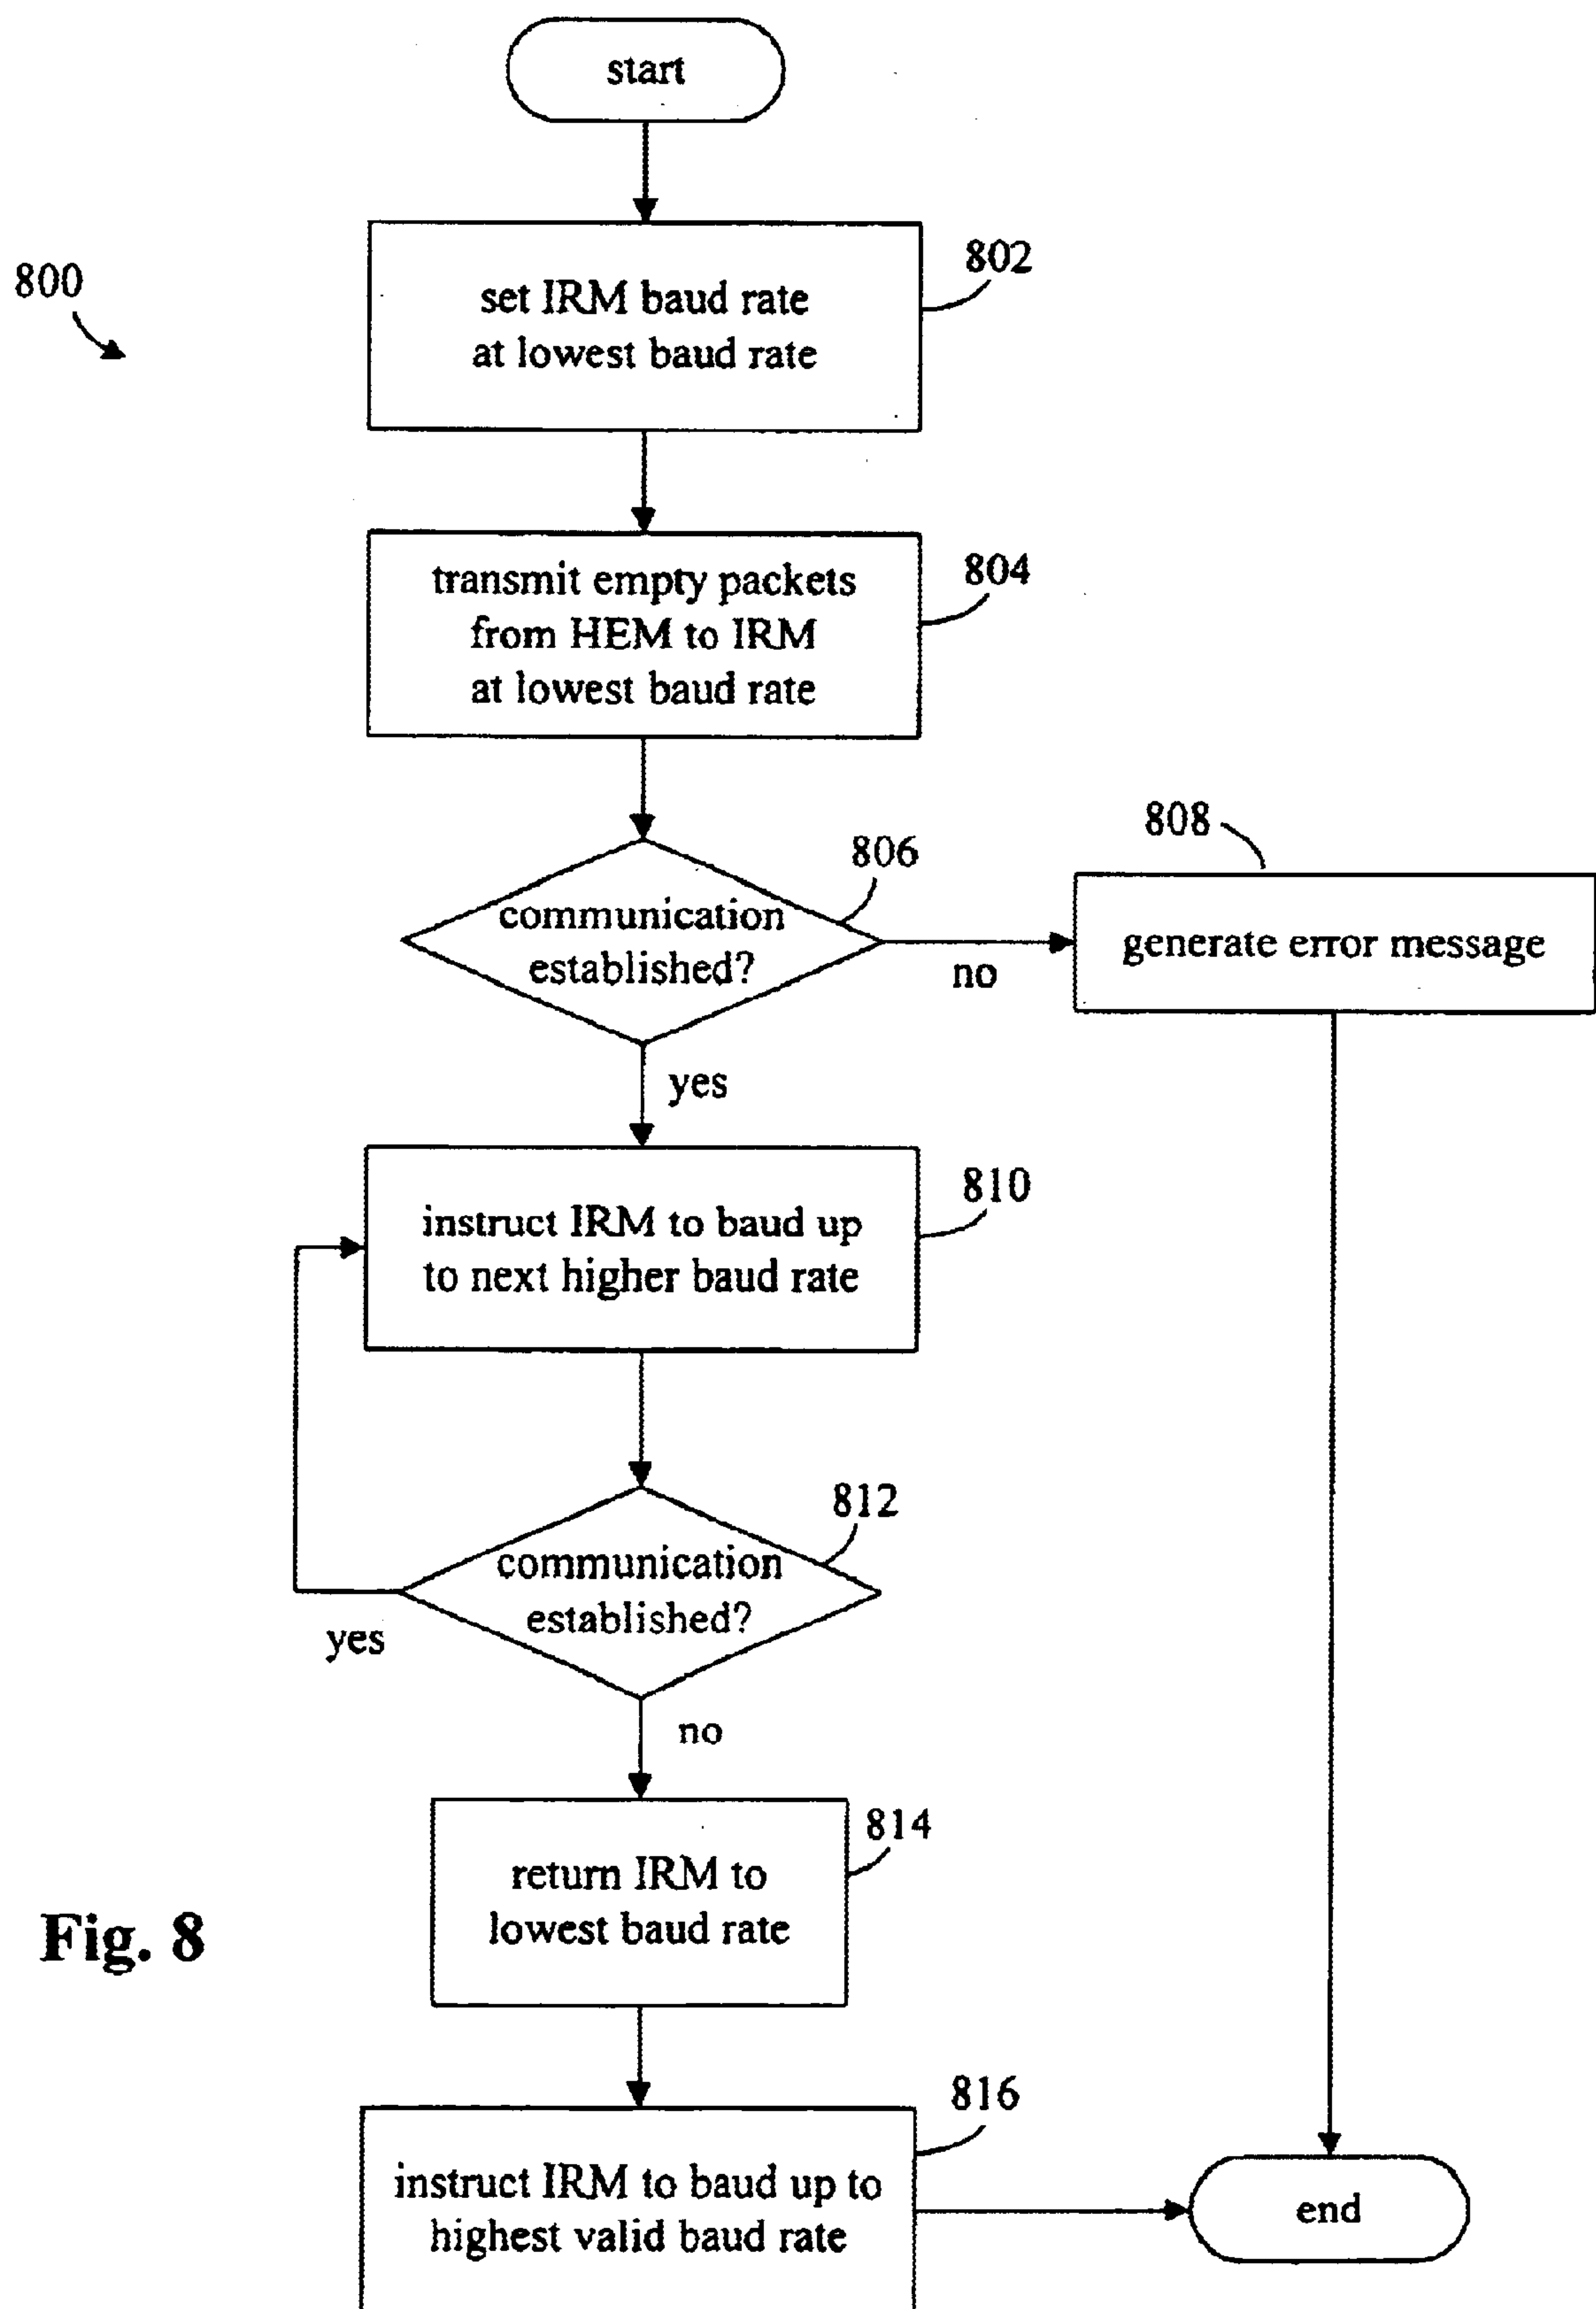 start
800
802
set IRM baud rate
at lowest baud rate
804
transmit empty packets
from HEM to IRM
at lowest baud rate
806
communication
established?
808
generate error message
no
yes
810
instruct IRM to baud up
to next higher baud rate
812
communication
established?
yes
no
814
return IRM to
lowest baud rate
Fig. 8
816
instruct IRM to baud up to
highest valid baud rate
end